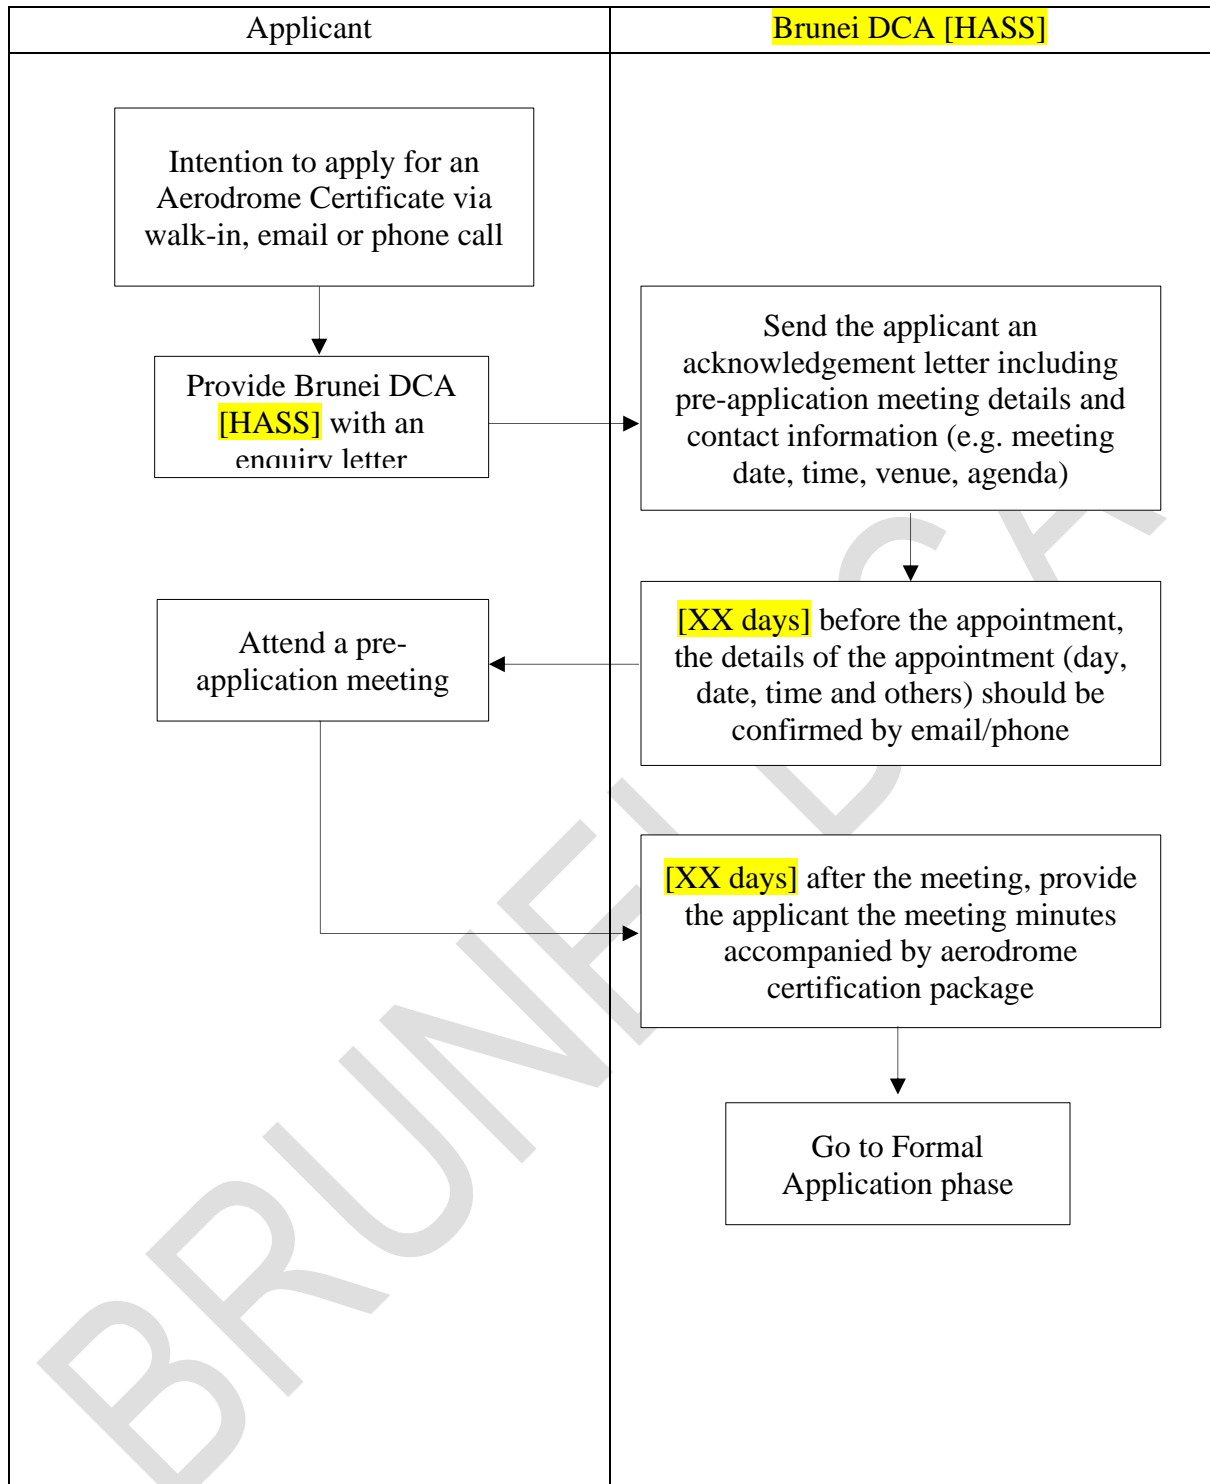 Applicant
Brunei DCA [HASS]
Intention to apply for an
Aerodrome Certificate via
walk-in, email or phone call
Provide Brunei DCA
[HASS] with an
enquiry letter
Send the applicant an
acknowledgement letter including
pre-application meeting details and
contact information (e.g. meeting
date, time, venue, agenda)
[XX days] before the appointment,
the details of the appointment (day,
date, time and others) should be
confirmed by email/phone
Attend a pre-
application meeting
[XX days] after the meeting, provide
the applicant the meeting minutes
accompanied by aerodrome
certification package
Go to Formal
Application phase
BRUNEI DCA